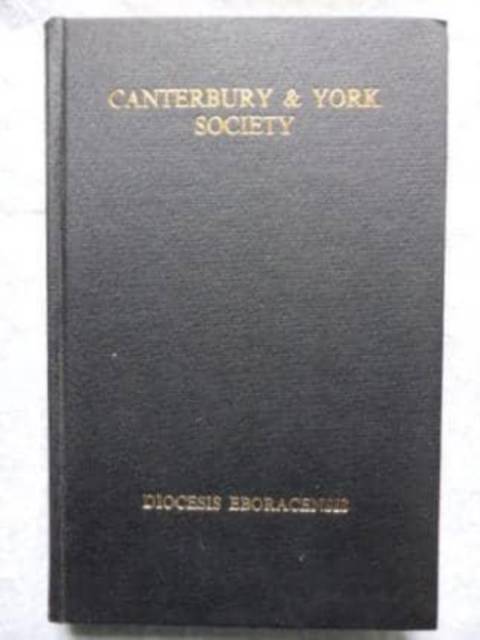 CANTERBURY & YORK
SOCIETY
DIOCESIS EBORACENSIS